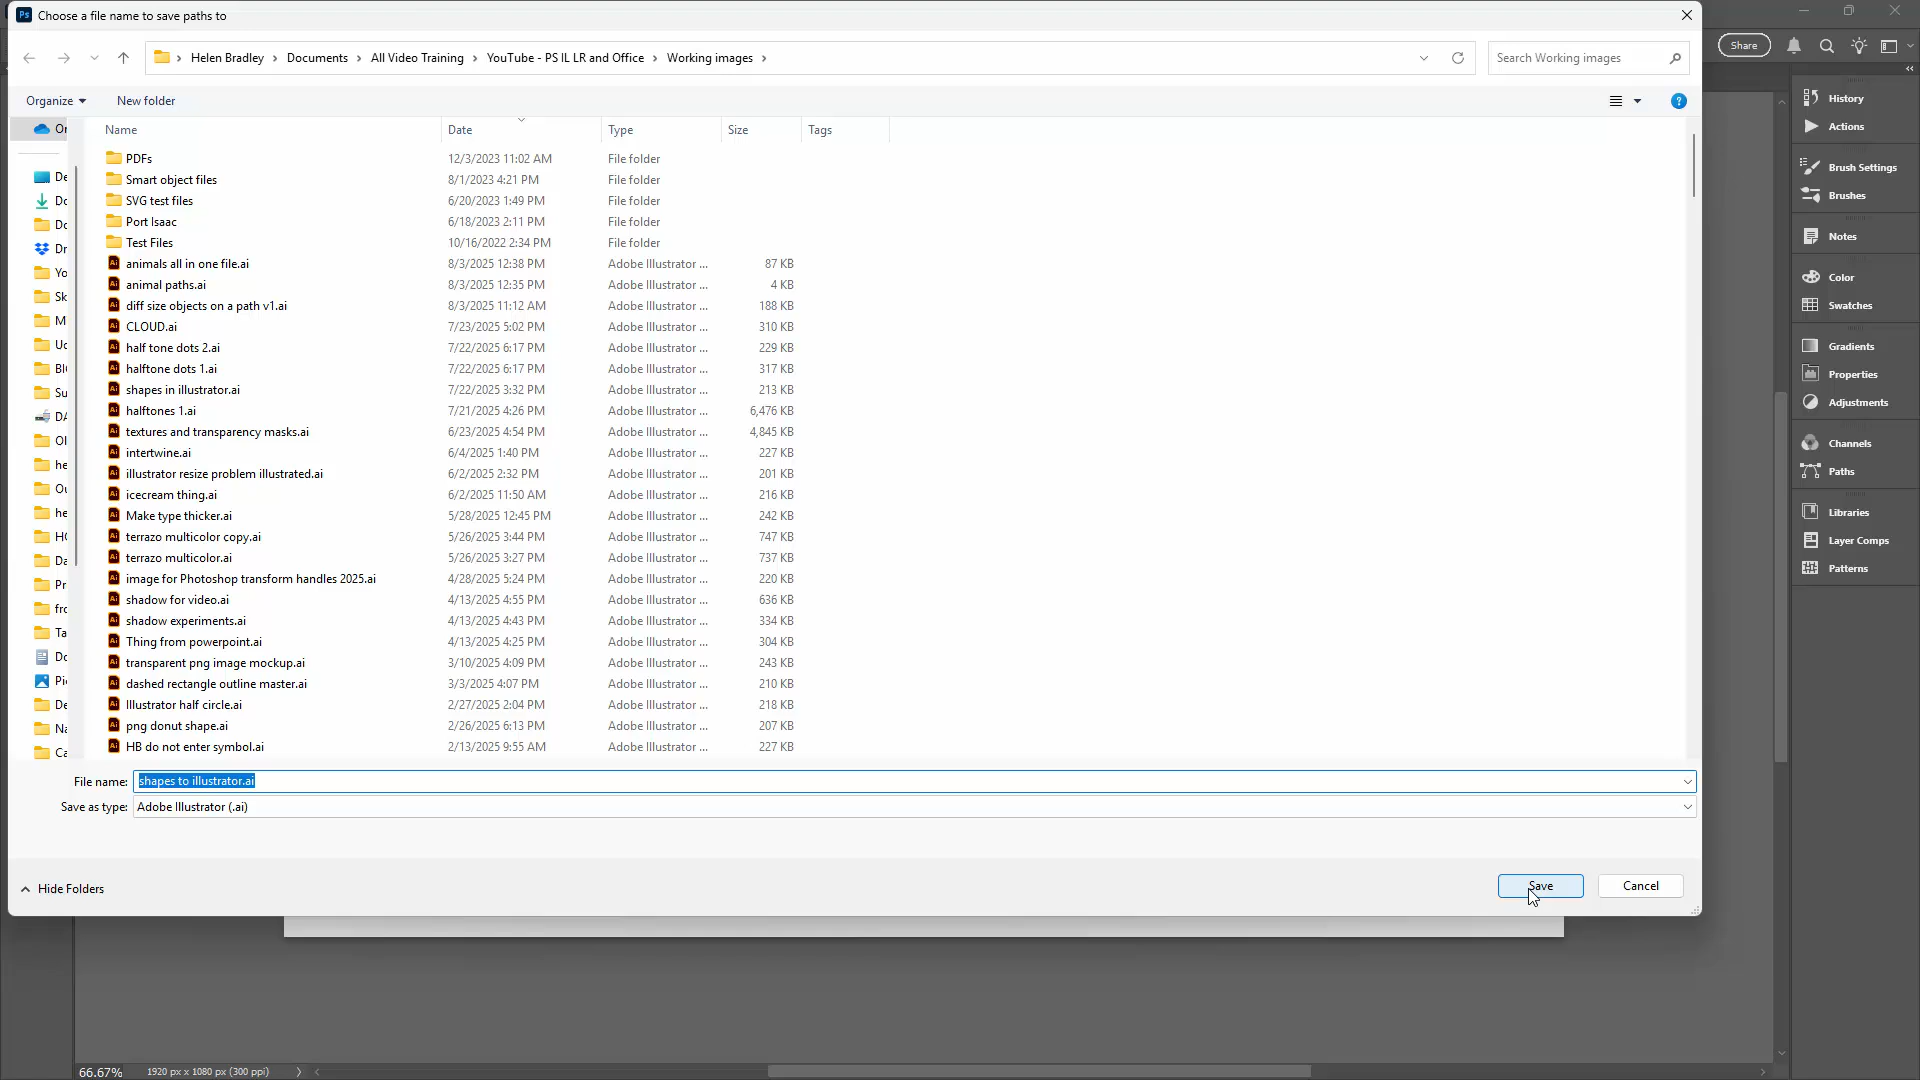 Ps Choose a file name to save paths to
Helen Bradley > Documents > All Video Training > YouTube - PS IL LR and Office > Working images >
Search Working images
Share
Organize
New folder
Name Date Type Size Tags
PDFs 12/3/2023 11:02 AM File folder
Smart object files 8/1/2023 4:21 PM File folder
SVG test files 6/20/2023 1:49 PM File folder
Port Isaac 6/18/2023 2:11 PM File folder
Test Files 10/16/2022 2:34 PM File folder
animals all in one file.ai 8/3/2025 12:38 PM Adobe Illustrator ... 87 KB
animal paths.ai 8/3/2025 12:35 PM Adobe Illustrator ... 4 KB
diff size objects on a path v1.ai 8/3/2025 11:12 AM Adobe Illustrator ... 188 KB
CLOUD.ai 7/23/2025 5:02 PM Adobe Illustrator ... 310 KB
half tone dots 2.ai 7/22/2025 6:17 PM Adobe Illustrator ... 229 KB
halftone dots 1.ai 7/22/2025 6:17 PM Adobe Illustrator ... 317 KB
shapes in illustrator.ai 7/22/2025 3:32 PM Adobe Illustrator ... 213 KB
halftones 1.ai 7/21/2025 4:26 PM Adobe Illustrator ... 6,476 KB
textures and transparency masks.ai 6/23/2025 4:54 PM Adobe Illustrator ... 4,845 KB
intertwine.ai 6/4/2025 1:40 PM Adobe Illustrator ... 227 KB
illustrator resize problem illustrated.ai 6/2/2025 2:32 PM Adobe Illustrator ... 201 KB
icecream thing.ai 6/2/2025 11:50 AM Adobe Illustrator ... 216 KB
Make type thicker.ai 5/28/2025 12:45 PM Adobe Illustrator ... 242 KB
terrazo multicolor copy.ai 5/26/2025 3:44 PM Adobe Illustrator ... 747 KB
terrazo multicolor.ai 5/26/2025 3:27 PM Adobe Illustrator ... 737 KB
image for Photoshop transform handles 2025.ai 4/28/2025 5:24 PM Adobe Illustrator ... 220 KB
shadow for video.ai 4/13/2025 4:55 PM Adobe Illustrator ... 636 KB
shadow experiments.ai 4/13/2025 4:43 PM Adobe Illustrator ... 334 KB
Thing from powerpoint.ai 4/13/2025 4:25 PM Adobe Illustrator ... 304 KB
transparent png image mockup.ai 3/10/2025 4:09 PM Adobe Illustrator ... 243 KB
dashed rectangle outline master.ai 3/3/2025 4:07 PM Adobe Illustrator ... 210 KB
Illustrator half circle.ai 2/27/2025 2:04 PM Adobe Illustrator ... 218 KB
png donut shape.ai 2/26/2025 6:13 PM Adobe Illustrator ... 207 KB
HB do not enter symbol.ai 2/13/2025 9:55 AM Adobe Illustrator ... 227 KB
File name: shapes to illustrator.ai
Save as type: Adobe Illustrator (.ai)
Hide Folders
Save
Cancel
History
Actions
Brush Settings
Brushes
Notes
Color
Swatches
Gradients
Properties
Adjustments
Channels
Paths
Libraries
Layer Comps
Patterns
66.67% 1920 px x 1080 px (300 ppi)